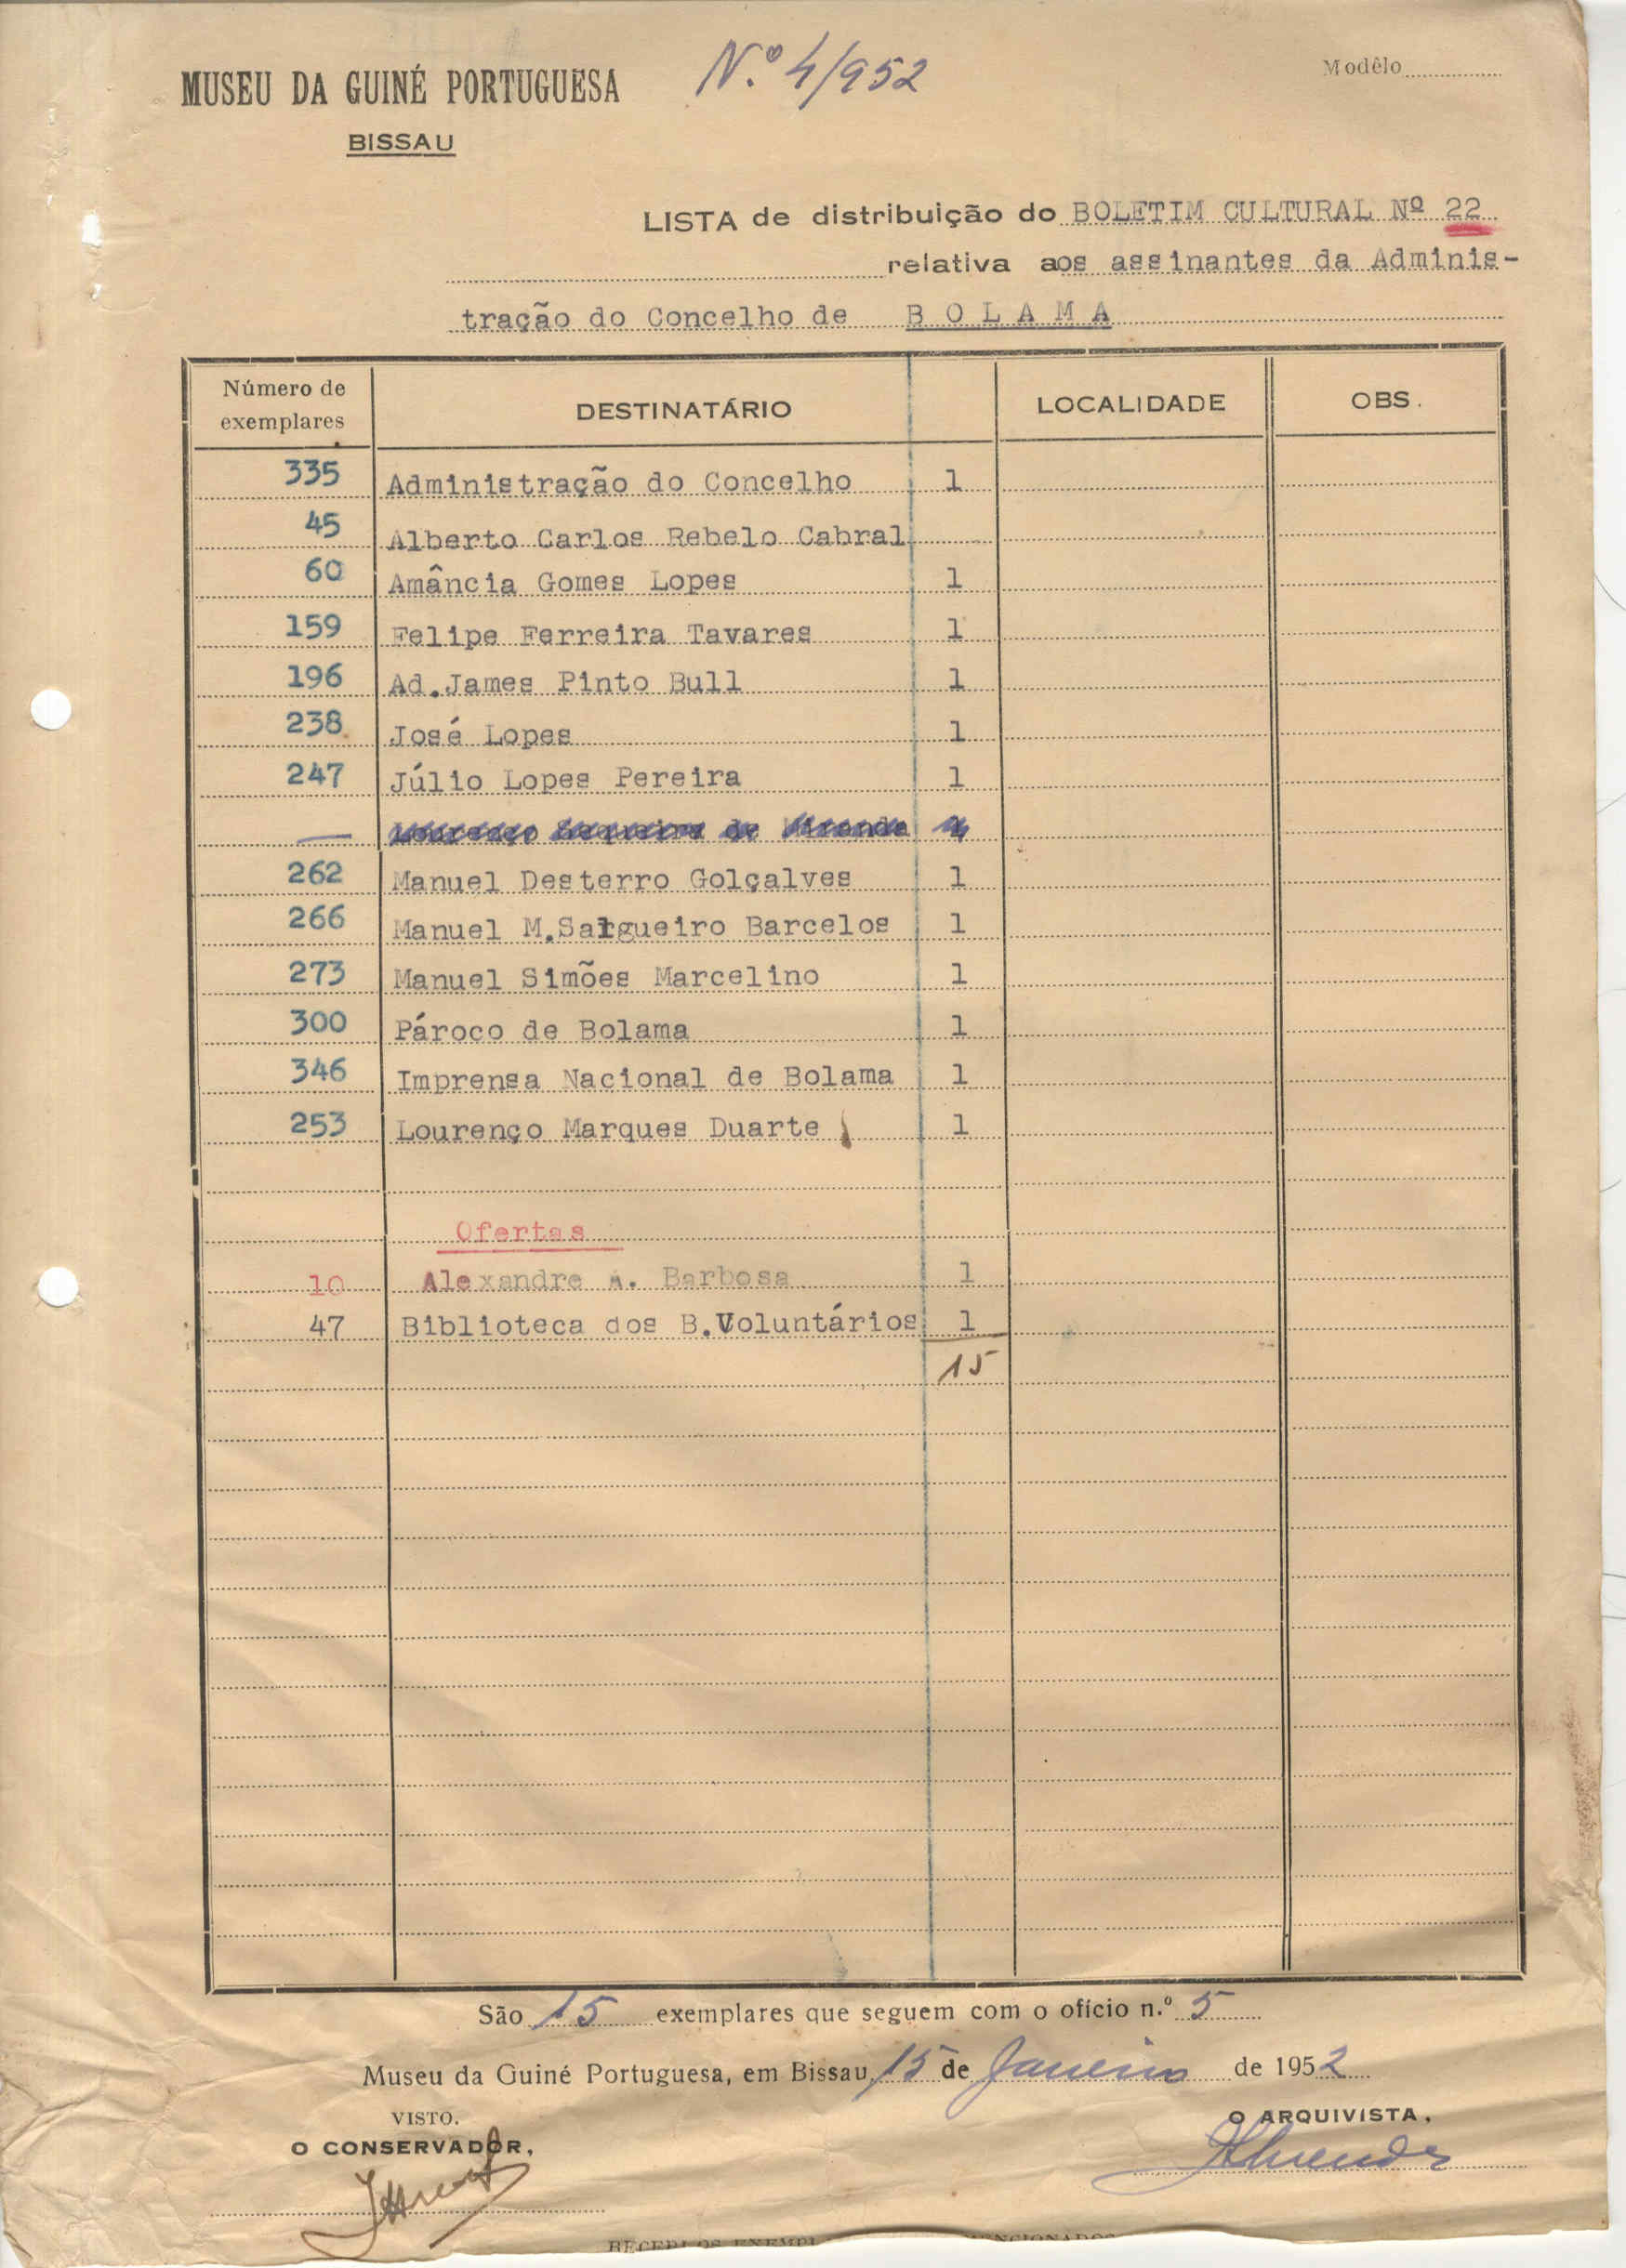 MUSEU DA GUINÉ PORTUGUESA Nº 4/952 Modêlo
BISSAU
LISTA de distribuição do BOLETIM CULTURAL Nº 22
relativa aos assinantes da Adminis-
tração do Concelho de B O L A M A
Número de exemplares DESTINATÁRIO LOCALIDADE OBS.
335 Administração do Concelho 1
45 Alberto Carlos Rebelo Cabral
60 Amância Gomes Lopes 1
159 Felipe Ferreira Tavares 1
196 Ad.James Pinto Bull 1
238 José Lopes 1
247 Júlio Lopes Pereira 1
—
262 Manuel Desterro Golçalves 1
266 Manuel M.Salgueiro Barcelos 1
273 Manuel Simões Marcelino 1
300 Pároco de Bolama 1
346 Imprensa Nacional de Bolama 1
253 Lourenço Marques Duarte 1
Ofertas
10 Alexandre A. Barbosa 1
47 Biblioteca dos B.Voluntários 1
15
São 15 exemplares que seguem com o ofício n.º 5
Museu da Guiné Portuguesa, em Bissau, 15 de Janeiro de 1952
VISTO. O ARQUIVISTA,
O CONSERVADOR,